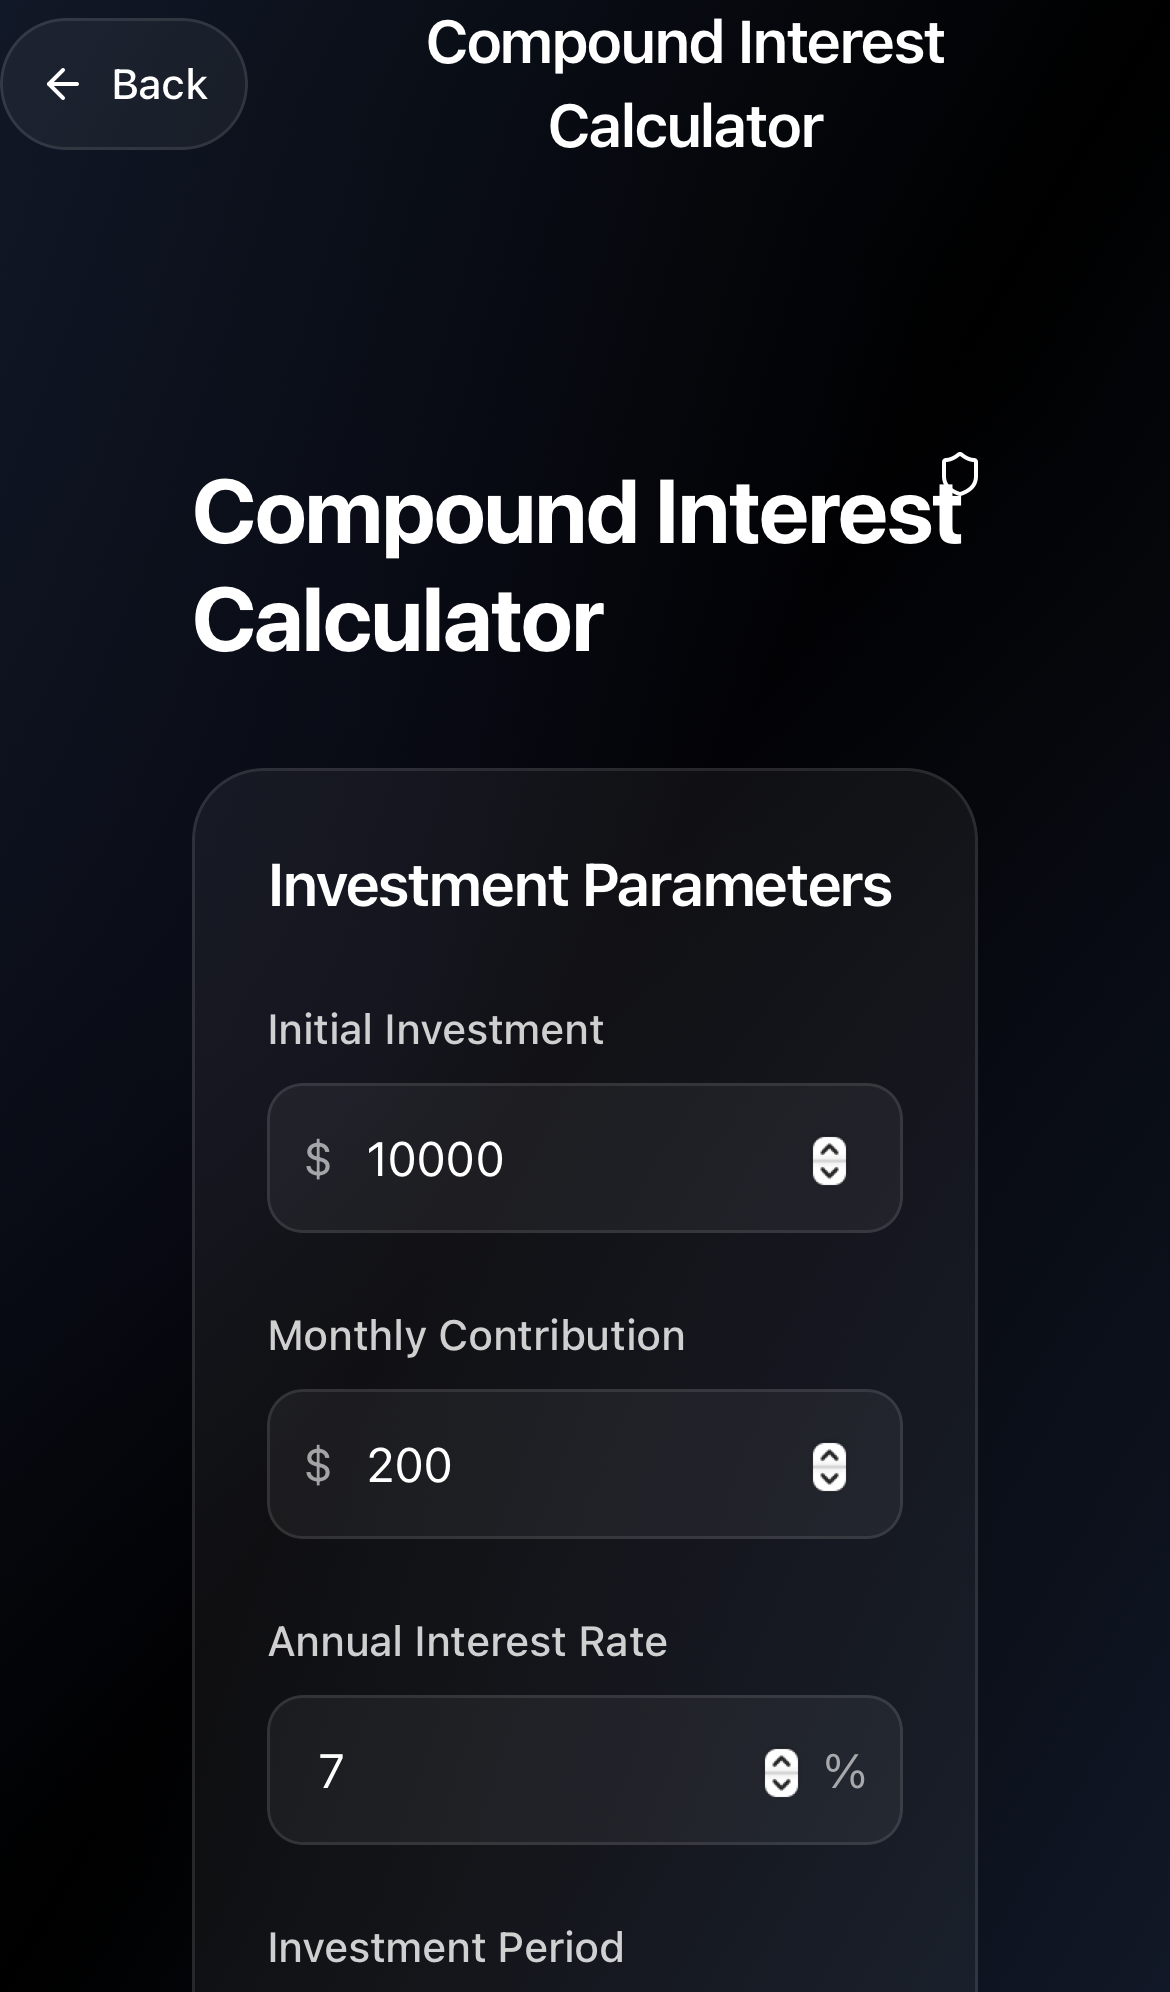 Back
Compound Interest
Calculator
Compound Interest
Calculator
Investment Parameters
Initial Investment
$ 10000
Monthly Contribution
$ 200
Annual Interest Rate
7 %
Investment Period